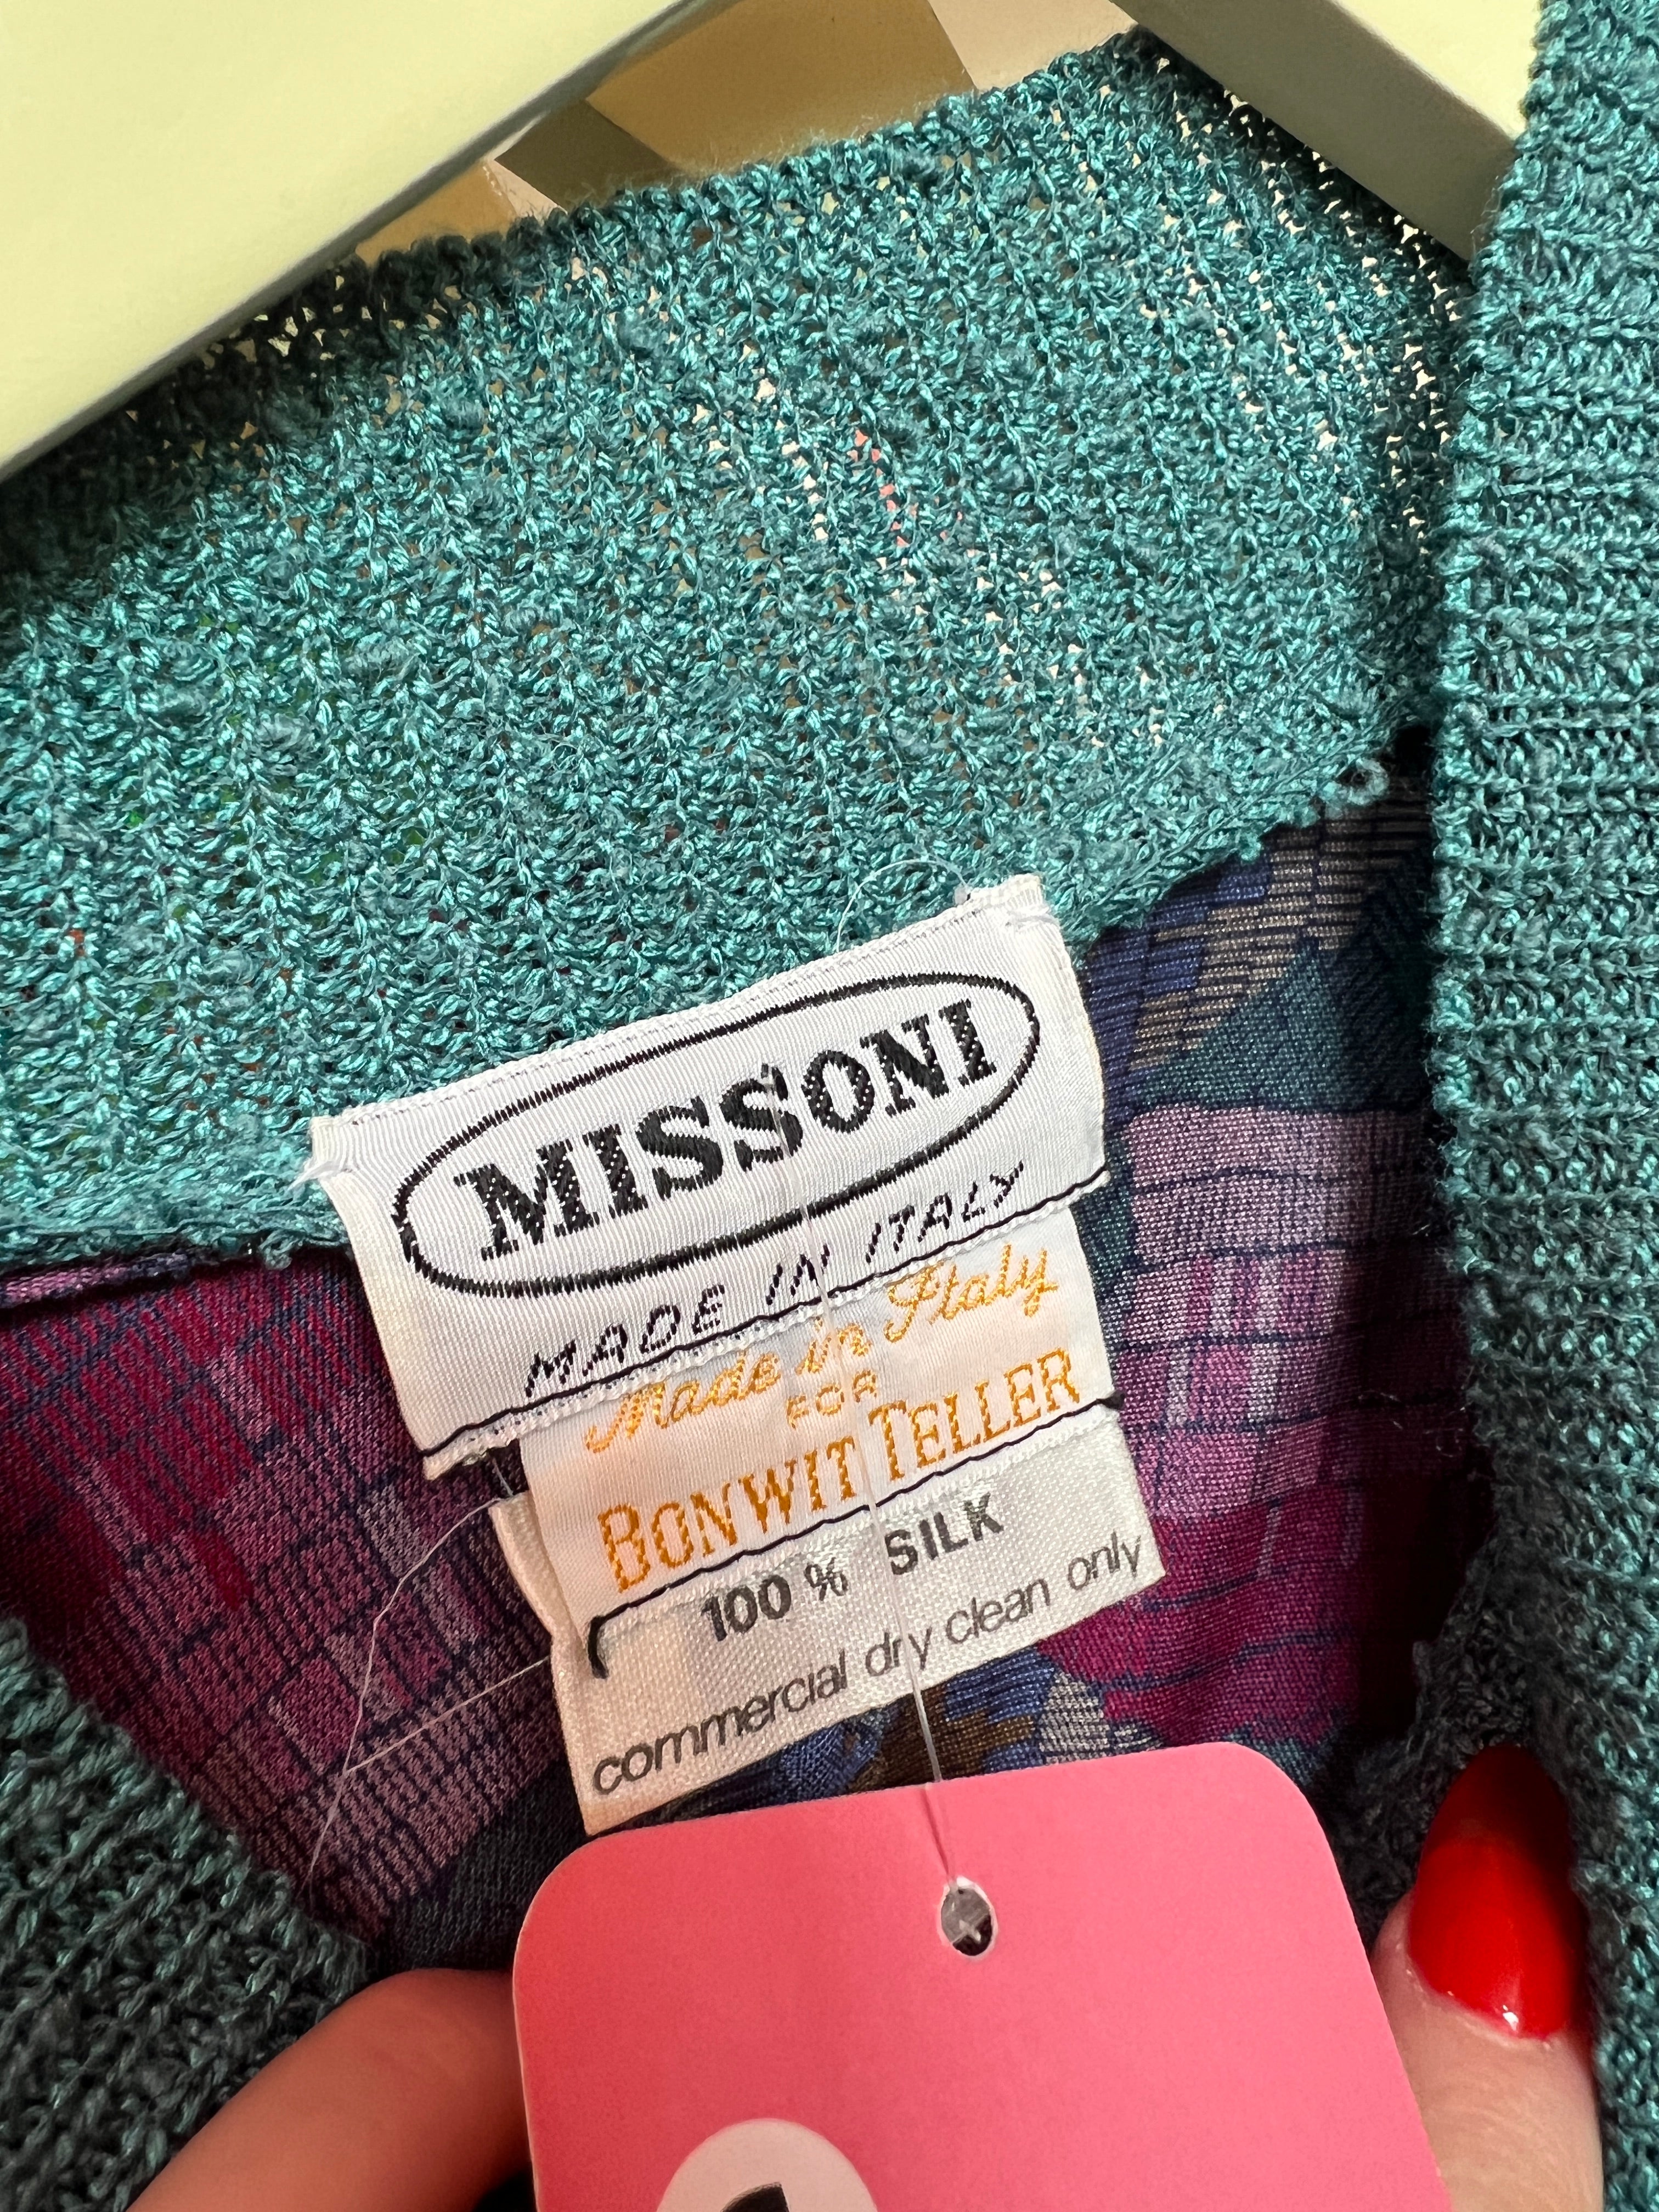 MISSONI
MADE IN ITALY
Made in Italy
FOR
BONWIT TELLER
100% SILK
commercial dry clean only